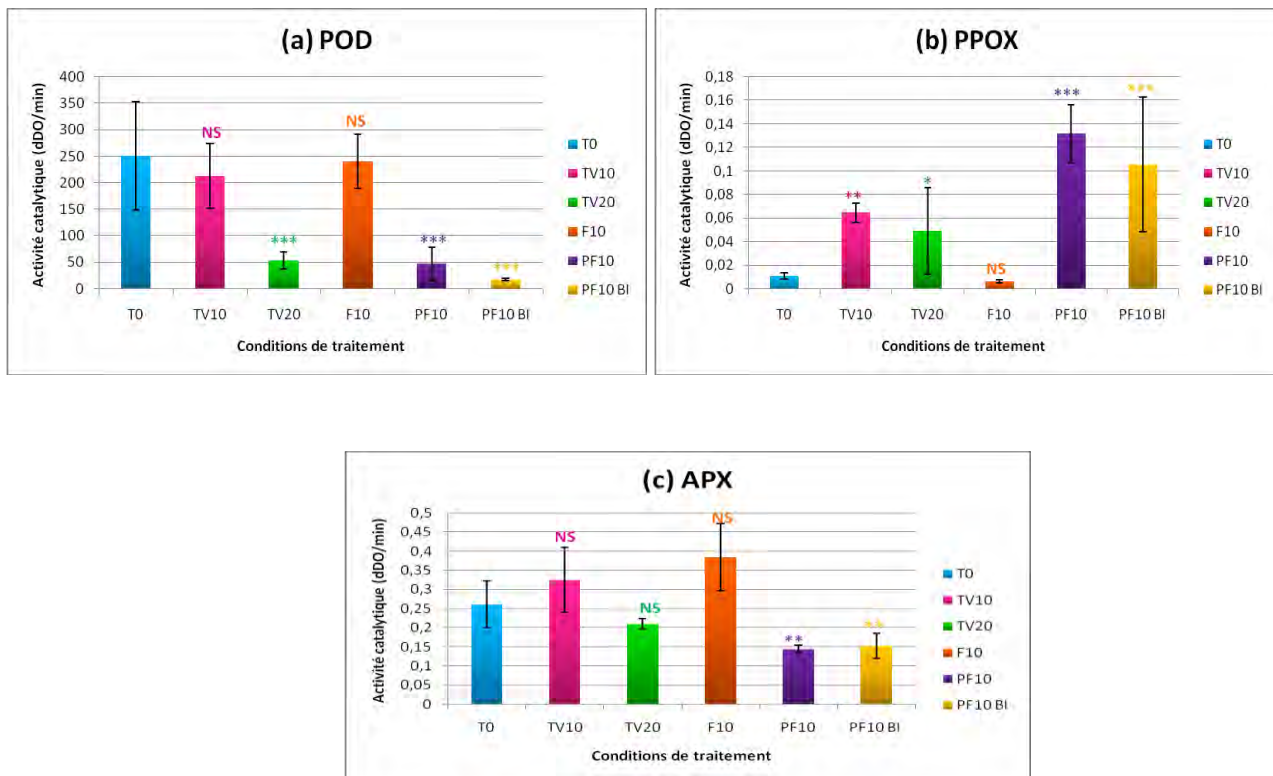 (a) POD
Activité catalytique (dDO/min)
400
350
300
250
200
150
100
50
0
NS
***
NS
***
***
T0 TV10 TV20 F10 PF10 PF10 BI
Conditions de traitement
T0
TV10
TV20
F10
PF10
PF10 BI
(b) PPOX
Activité catalytique (dDO/min)
0,18
0,16
0,14
0,12
0,1
0,08
0,06
0,04
0,02
0
**
*
NS
***
***
T0 TV10 TV20 F10 PF10 PF10 BI
Conditions de traitement
T0
TV10
TV20
F10
PF10
PF10 BI
(c) APX
Activité catalytique (dDO/min)
0,5
0,45
0,4
0,35
0,3
0,25
0,2
0,15
0,1
0,05
0
NS
NS
NS
**
**
T0 TV10 TV20 F10 PF10 PF10 BI
Conditions de traitement
T0
TV10
TV20
F10
PF10
PF10 BI